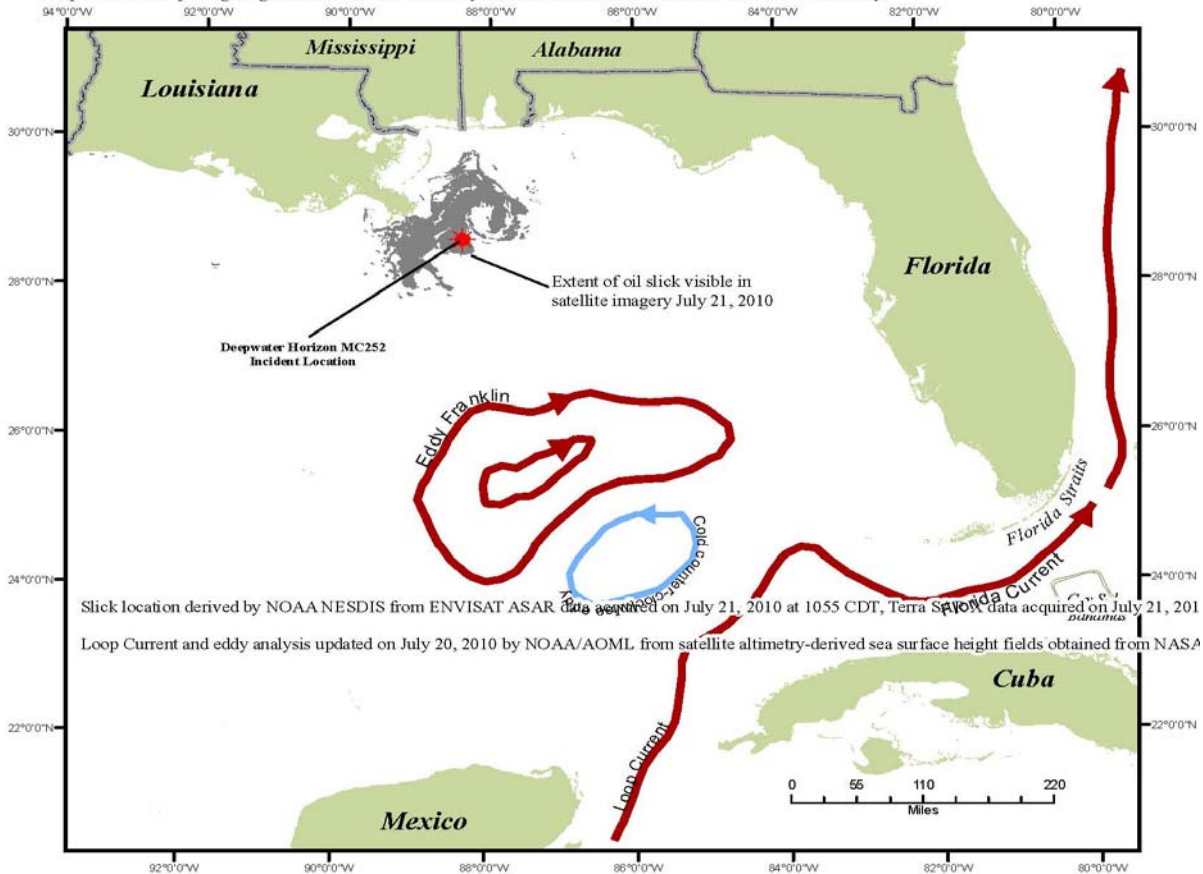 94°0'0"W
92°0'0"W
90°0'0"W
88°0'0"W
86°0'0"W
84°0'0"W
82°0'0"W
80°0'0"W
Mississippi
Alabama
Louisiana
30°0'0"N
30°0'0"N
Florida
28°0'0"N
28°0'0"N
Extent of oil slick visible in
satellite imagery July 21, 2010
Deepwater Horizon MC252
Incident Location
Eddy Franklin
26°0'0"N
26°0'0"N
Florida Straits
Cold counter-clockwise eddy
24°0'0"N
24°0'0"N
Florida Current
Bahamas
Slick location derived by NOAA NESDIS from ENVISAT ASAR data acquired on July 21, 2010 at 1055 CDT, Terra data acquired on July 21, 201
Loop Current and eddy analysis updated on July 20, 2010 by NOAA/AOML from satellite altimetry-derived sea surface height fields obtained from NASA
Cuba
22°0'0"N
22°0'0"N
Loop Current
0 55 110 220
Miles
Mexico
92°0'0"W
90°0'0"W
88°0'0"W
86°0'0"W
84°0'0"W
82°0'0"W
80°0'0"W